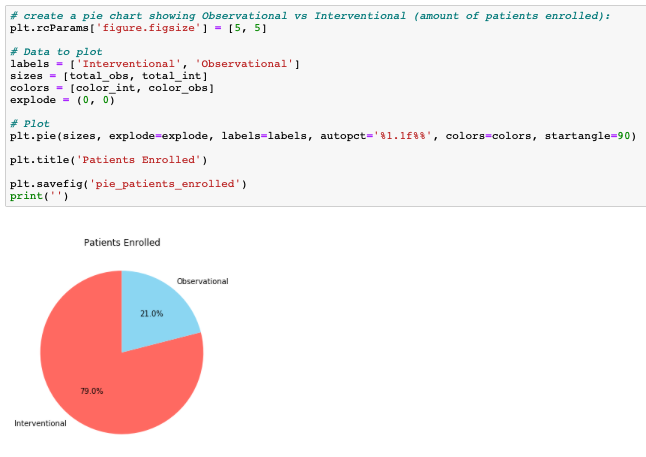 # create a pie chart showing Observational vs Interventional (amount of patients enrolled):
plt.rcParams['figure.figsize'] = [5, 5]
# Data to plot
labels = ['Interventional', 'Observational']
sizes = [total_obs, total_int]
colors = [color_int, color_obs]
explode = (0, 0)
# Plot
plt.pie(sizes, explode=explode, labels=labels, autopct='%1.1f%%', colors=colors, startangle=90)
plt.title('Patients Enrolled')
plt.savefig('pie_patients_enrolled')
print('')
Patients Enrolled
Observational
21.0%
79.0%
Interventional